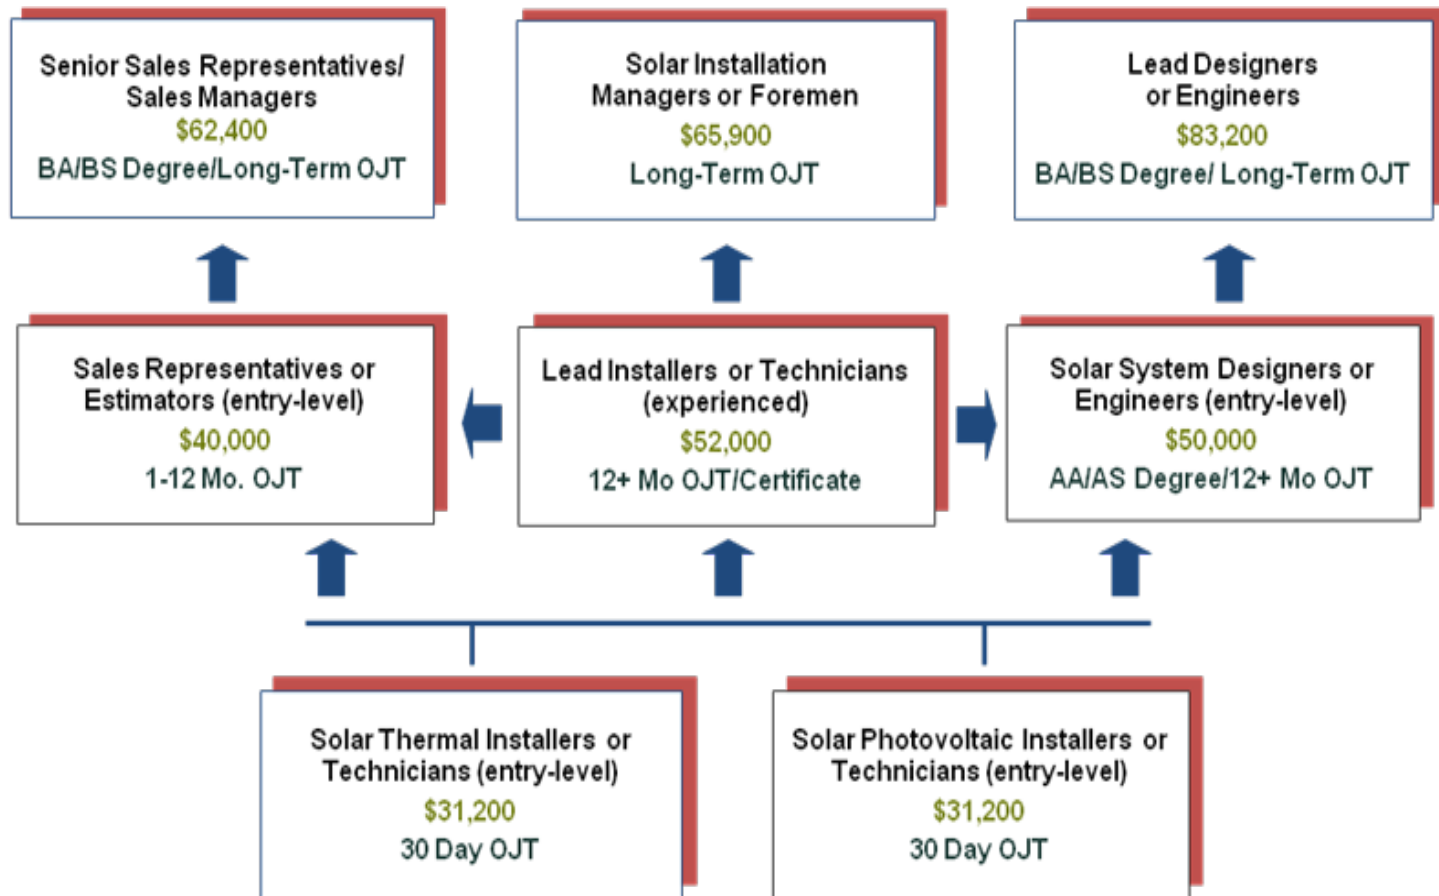 Senior Sales Representatives/
Sales Managers
$62,400
BA/BS Degree/Long-Term OJT
Solar Installation
Managers or Foremen
$65,900
Long-Term OJT
Lead Designers
or Engineers
$83,200
BA/BS Degree/ Long-Term OJT
Sales Representatives or
Estimators (entry-level)
$40,000
1-12 Mo. OJT
Lead Installers or Technicians
(experienced)
$52,000
12+ Mo OJT/Certificate
Solar System Designers or
Engineers (entry-level)
$50,000
AA/AS Degree/12+ Mo OJT
Solar Thermal Installers or
Technicians (entry-level)
$31,200
30 Day OJT
Solar Photovoltaic Installers or
Technicians (entry-level)
$31,200
30 Day OJT